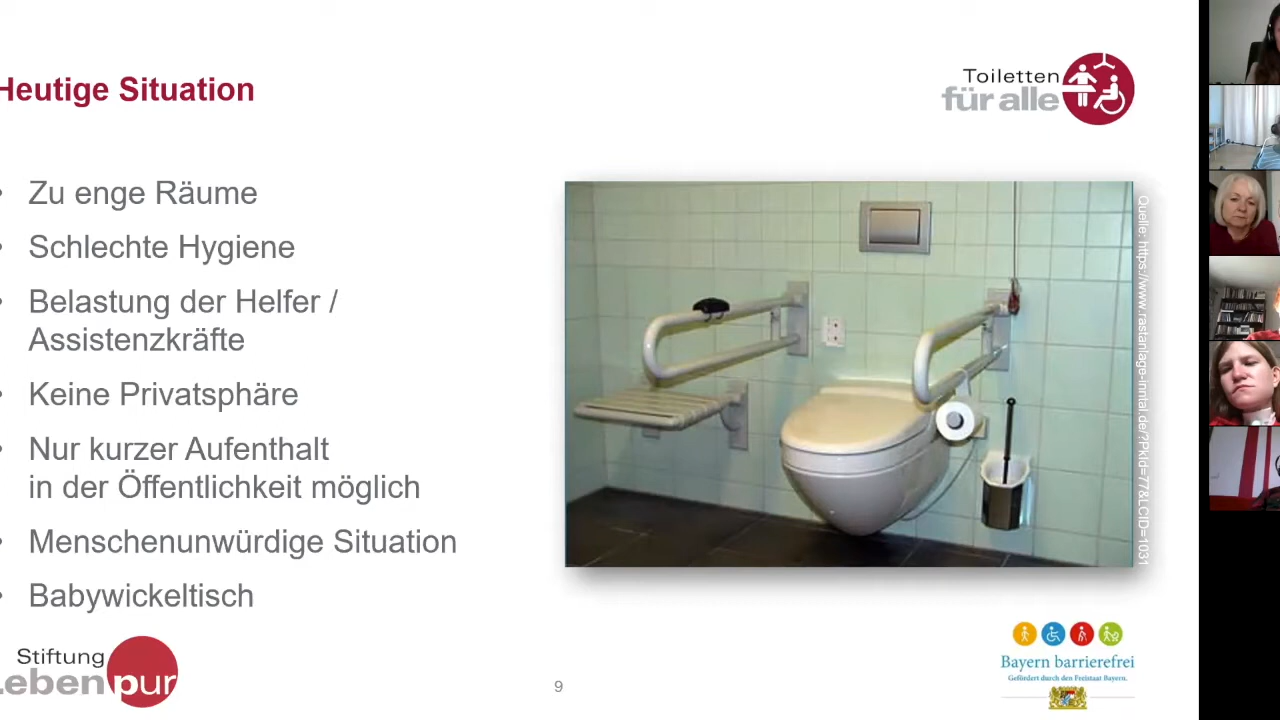 Heutige Situation
Toiletten
für alle
• Zu enge Räume
• Schlechte Hygiene
• Belastung der Helfer /
Assistenzkräfte
• Keine Privatsphäre
• Nur kurzer Aufenthalt
in der Öffentlichkeit möglich
• Menschenunwürdige Situation
• Babywickeltisch
Quelle: https://www.rastanlage-inntal.de/?PkId=77&LCID=1031
Stiftung
Leben pur
9
Bayern barrierefrei
Gefördert durch den Freistaat Bayern.